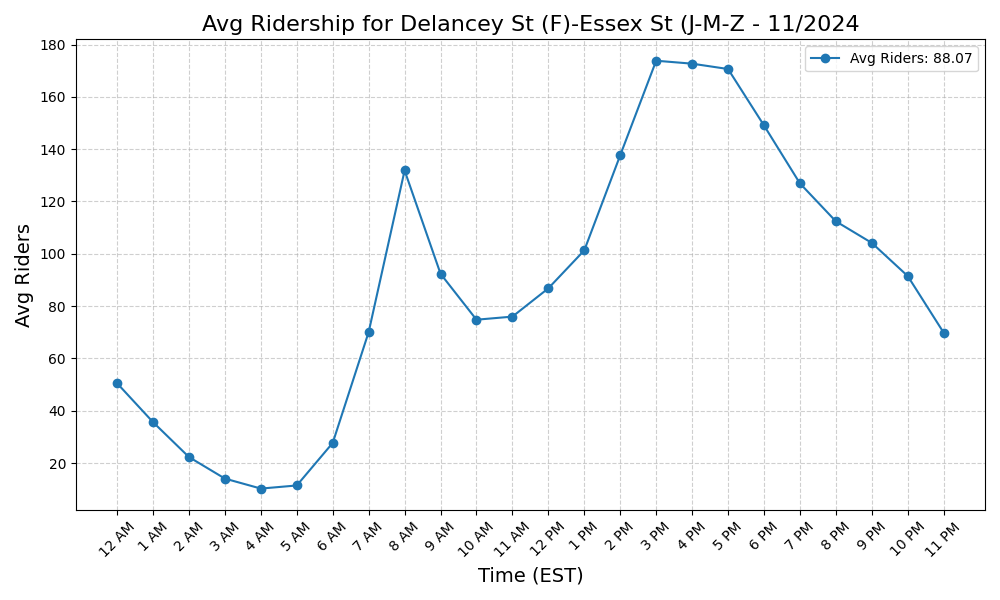 Avg Ridership for Delancey St (F)-Essex St (J-M-Z - 11/2024
Avg Riders: 88.07
Avg Riders
180
160
140
120
100
80
60
40
20
12 AM
1 AM
2 AM
3 AM
4 AM
5 AM
6 AM
7 AM
8 AM
9 AM
10 AM
11 AM
12 PM
1 PM
2 PM
3 PM
4 PM
5 PM
6 PM
7 PM
8 PM
9 PM
10 PM
11 PM
Time (EST)